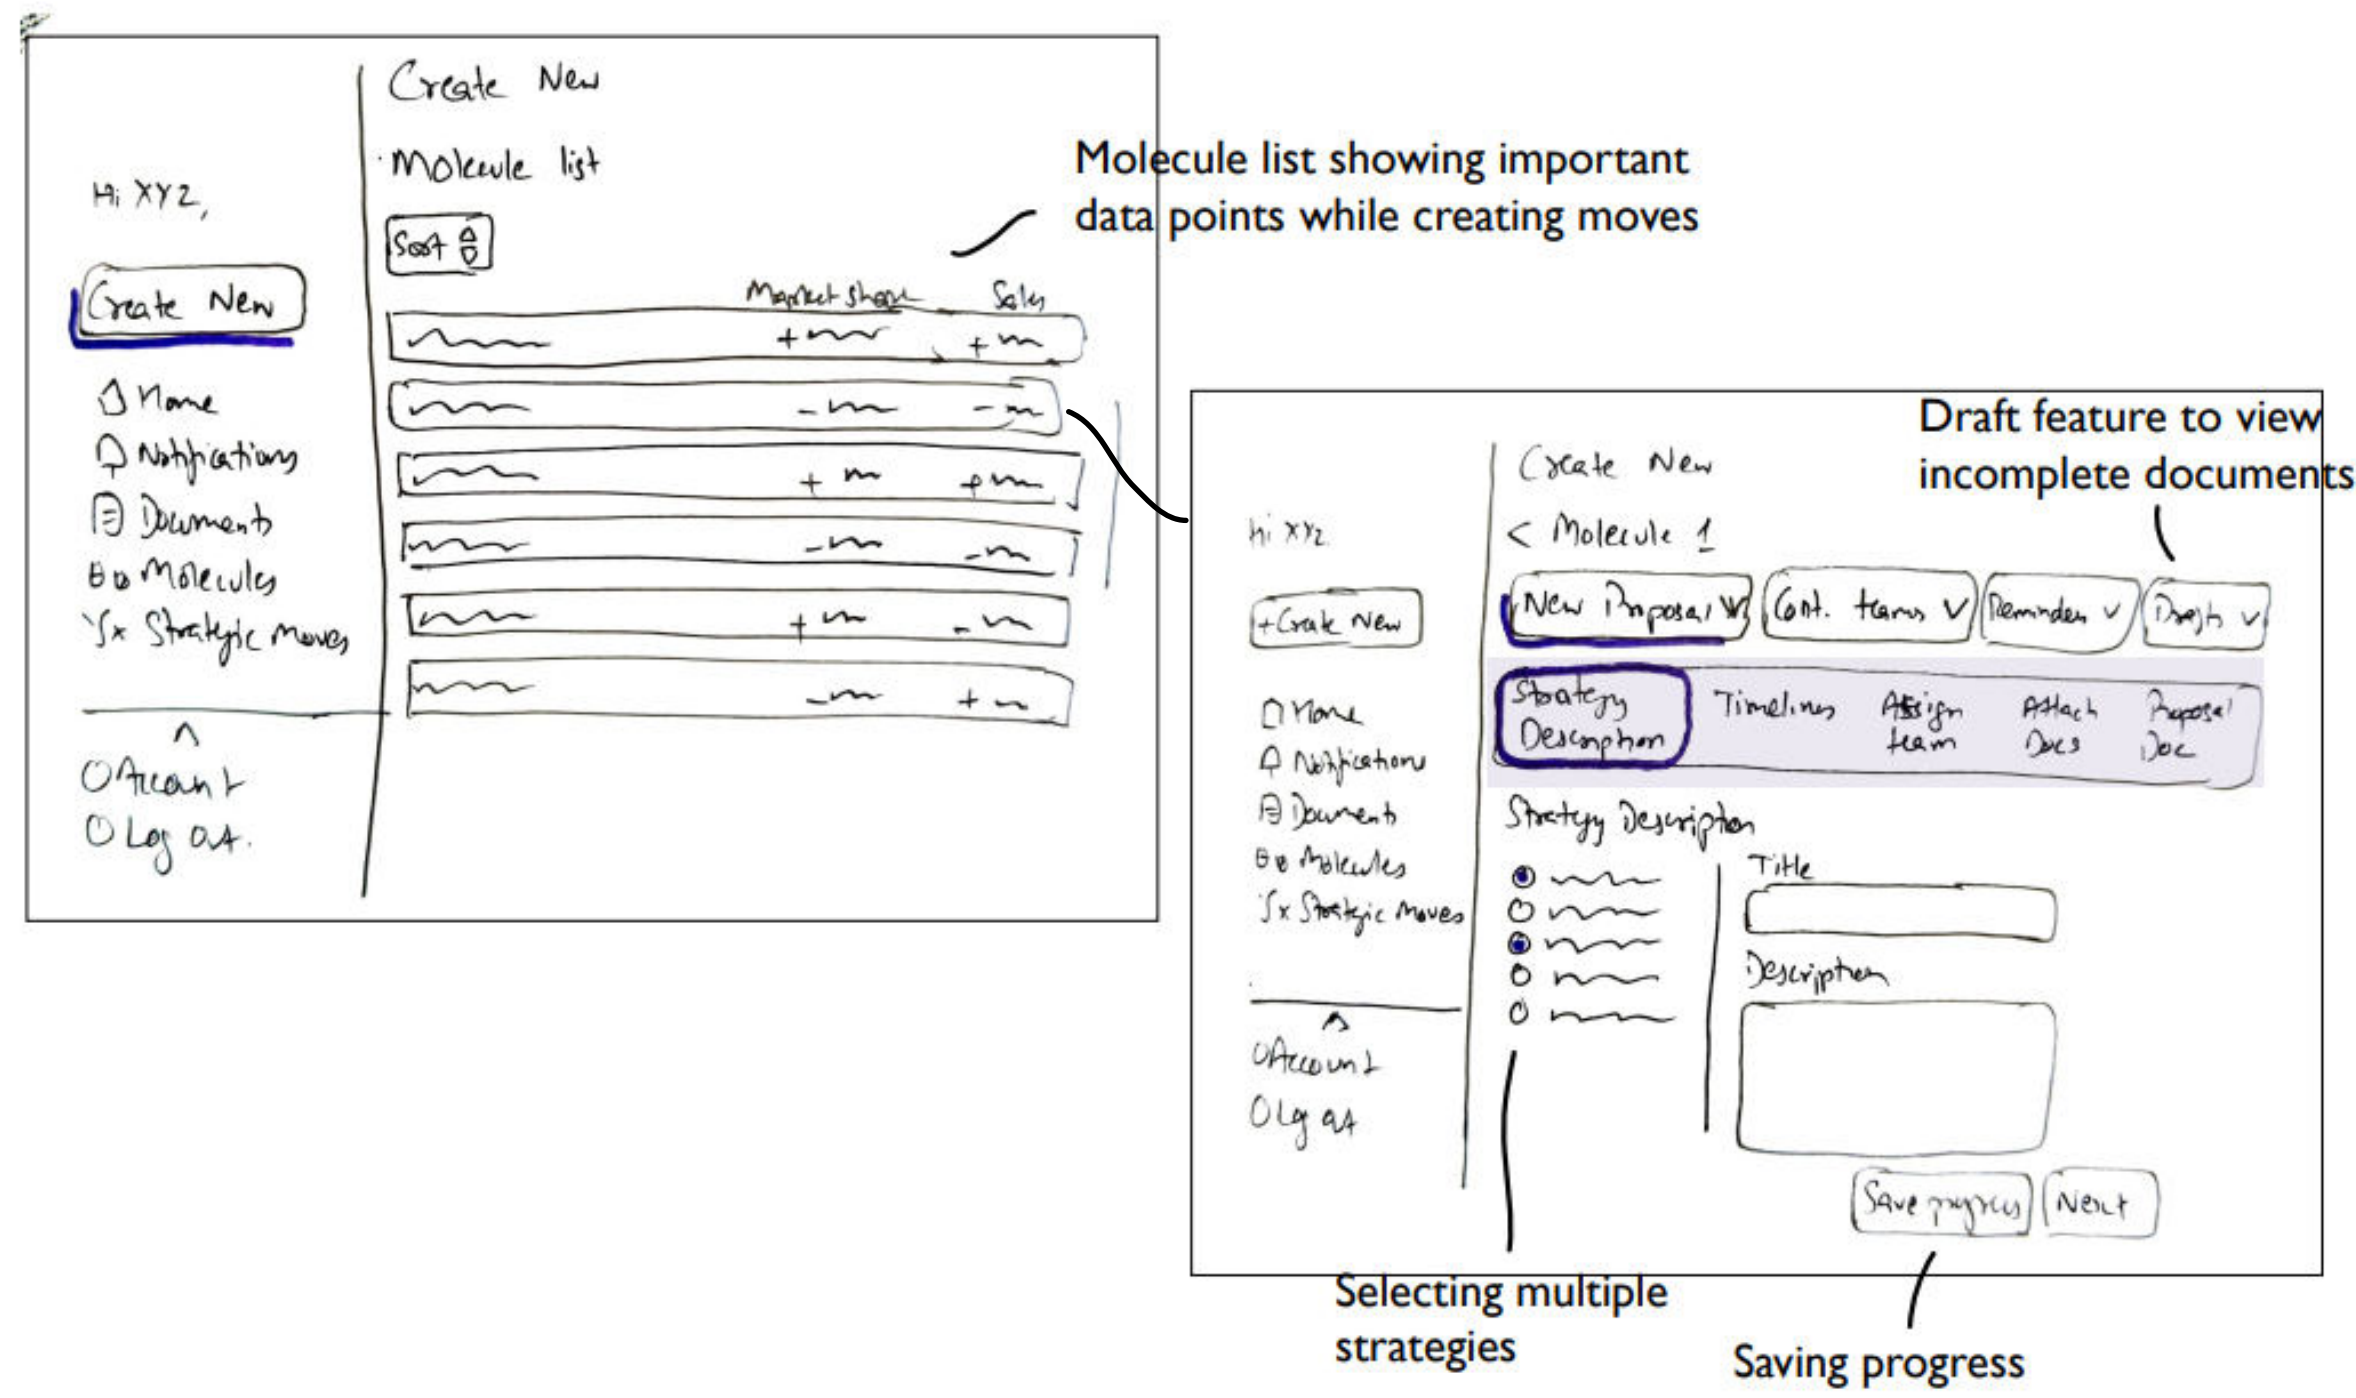 Create New
Molecule list
Hi XYZ,
Sort
Create New
Market share
Sales
Home
Notifications
Documents
Molecules
Strategic Moves
Account
Log out.
Molecule list showing important
data points while creating moves
Draft feature to view
incomplete documents
Create New
< Molecule 1
Hi XYZ
+Create New
New Proposal
Cont. teams
Reminder
Draft
Strategy
Description
Timelines
Assign
team
Attach
Docs
Proposal
Doc
Home
Notifications
Documents
Molecules
Strategic Moves
Account
Log out
Strategy Description
Title
Description
Save progress
Next
Selecting multiple
strategies
Saving progress